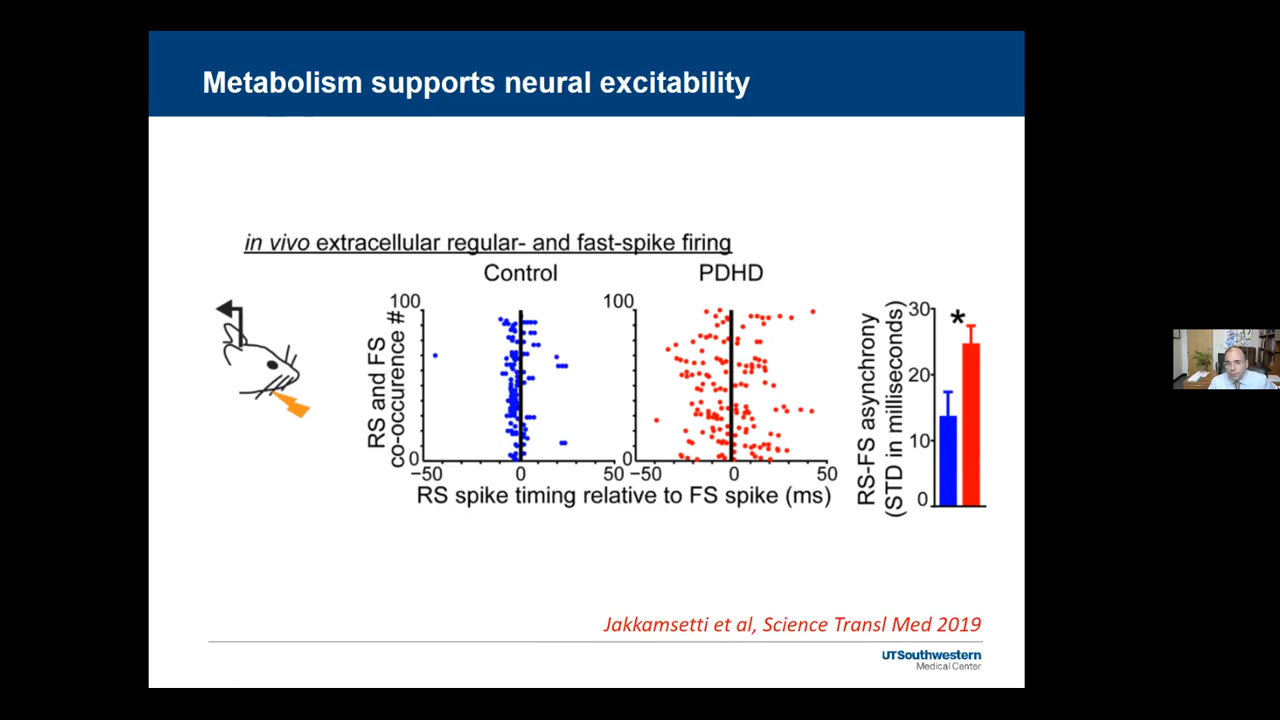 Metabolism supports neural excitability
in vivo extracellular regular- and fast-spike firing
Control
PDHD
RS and FS
co-occurence #
100
0
−50
0
50
100
0
−50
0
50
RS spike timing relative to FS spike (ms)
RS-FS asynchrony
(STD in milliseconds)
30
20
10
0
*
Jakkamsetti et al, Science Transl Med 2019
UTSouthwestern
Medical Center